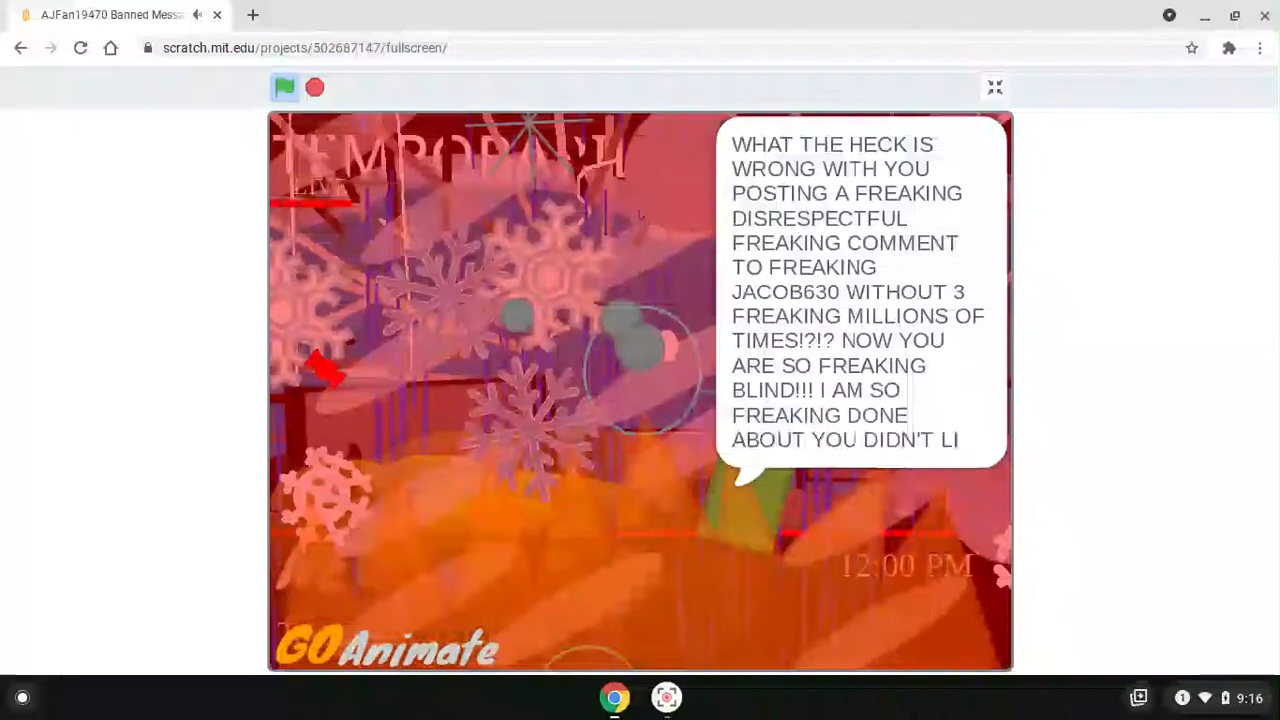 AJFan19470 Banned Messa
scratch.mit.edu/projects/502687147/fullscreen/
WHAT THE HECK IS
WRONG WITH YOU
POSTING A FREAKING
DISRESPECTFUL
FREAKING COMMENT
TO FREAKING
JACOB630 WITHOUT 3
FREAKING MILLIONS OF
TIMES!?!? NOW YOU
ARE SO FREAKING
BLIND!!! I AM SO
FREAKING DONE
ABOUT YOU DIDN'T LI
12:00 PM
GOAnimate
1
9:16